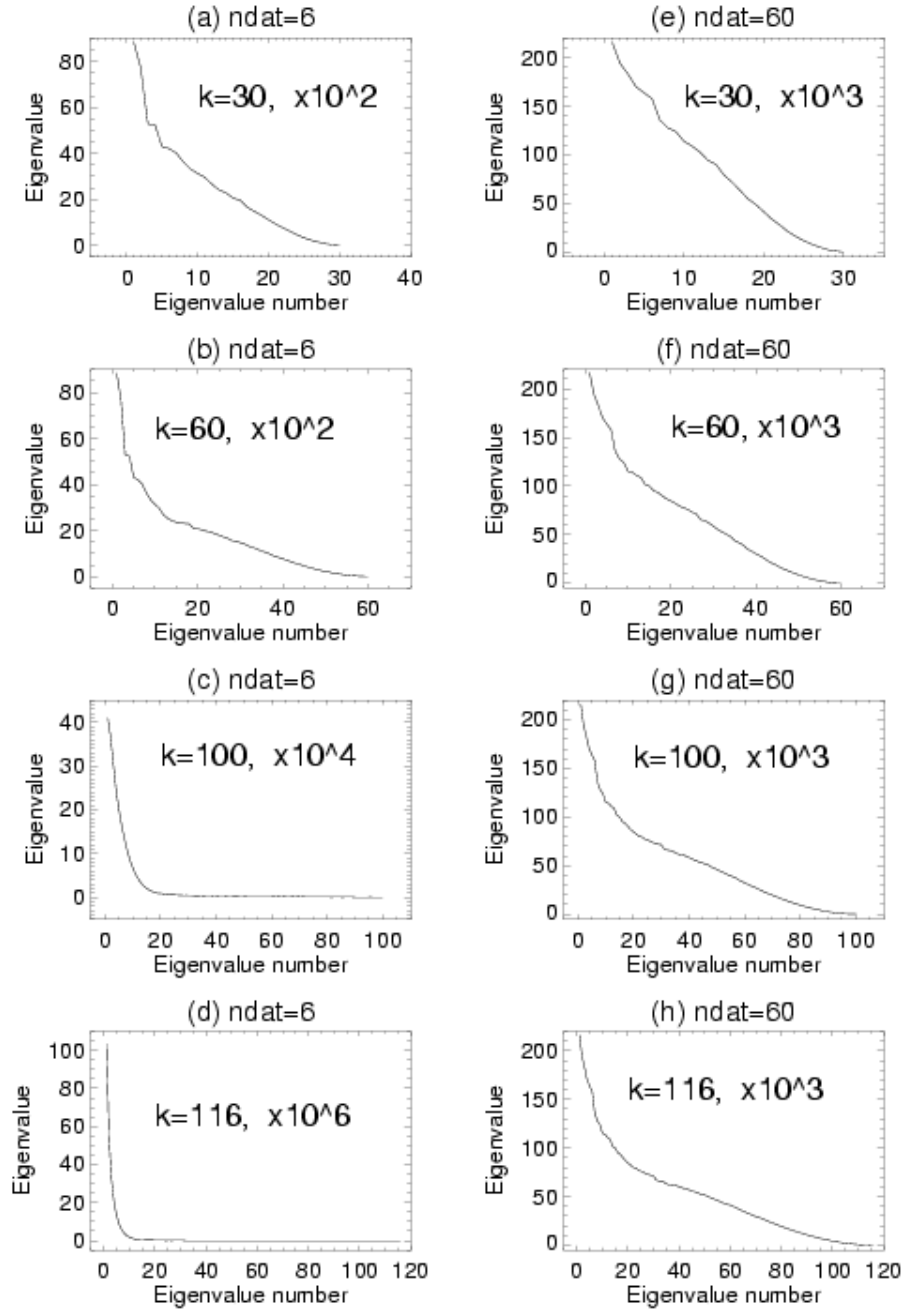 (a) ndat=6
80
60
40
20
0
Eigenvalue
k=30, x10^2
0 10 20 30 40
Eigenvalue number
(e) ndat=60
200
150
100
50
0
Eigenvalue
k=30, x10^3
0 10 20 30
Eigenvalue number
(b) ndat=6
80
60
40
20
0
Eigenvalue
k=60, x10^2
0 20 40 60
Eigenvalue number
(f) ndat=60
200
150
100
50
0
Eigenvalue
k=60, x10^3
0 20 40 60
Eigenvalue number
(c) ndat=6
40
30
20
10
0
Eigenvalue
k=100, x10^4
0 20 40 60 80 100
Eigenvalue number
(g) ndat=60
200
150
100
50
0
Eigenvalue
k=100, x10^3
0 20 40 60 80 100
Eigenvalue number
(d) ndat=6
100
80
60
40
20
0
Eigenvalue
k=116, x10^6
0 20 40 60 80 100 120
Eigenvalue number
(h) ndat=60
200
150
100
50
0
Eigenvalue
k=116, x10^3
0 20 40 60 80 100 120
Eigenvalue number